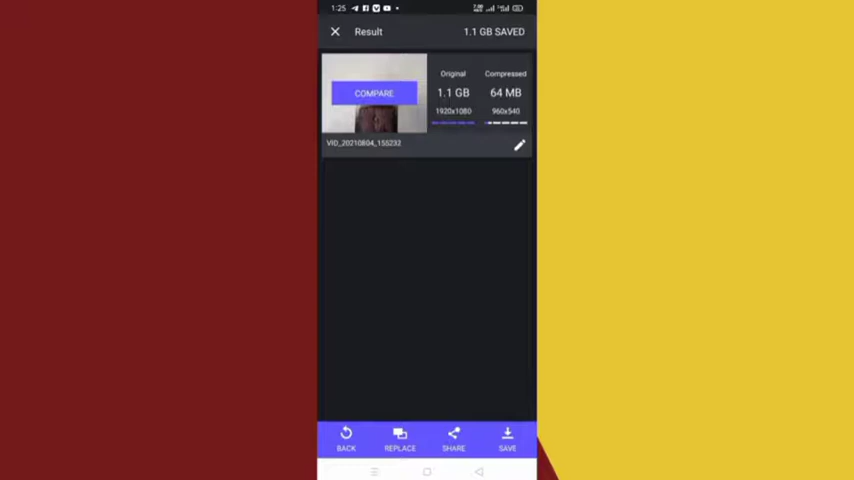 1:25
Result
1.1 GB SAVED
COMPARE
Original Compressed
1.1 GB 64 MB
1920x1080 960x540
VID_20210804_155232
BACK REPLACE SHARE SAVE